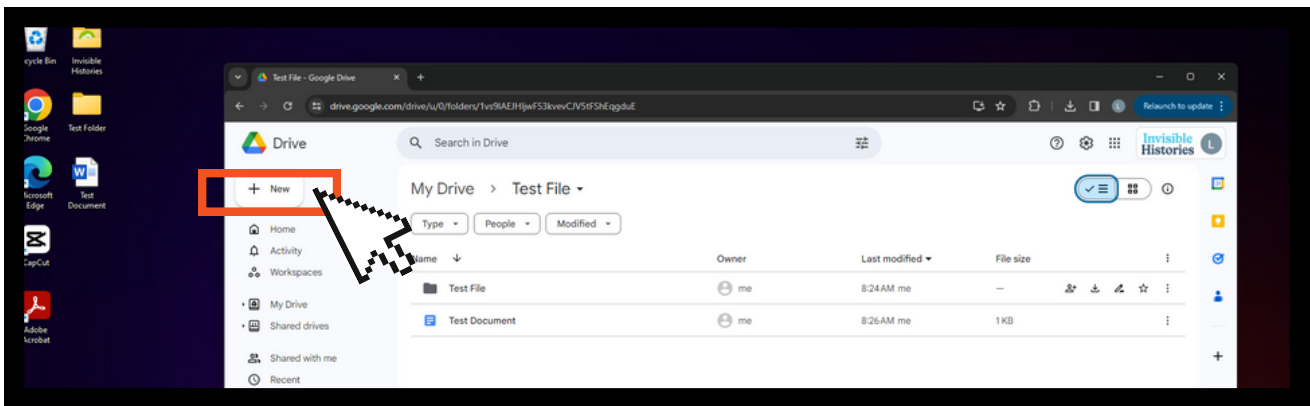 cycle Bin
Invisible
Histories
Google
Chrome
Test Folder
Microsoft
Edge
Test
Document
CapCut
Adobe
Acrobat
Test File - Google Drive
drive.google.com/drive/u/0/folders/
Relaunch to update
Drive
Search in Drive
Invisible
Histories
L
New
My Drive > Test File
Type People Modified
Home
Activity
Workspaces
My Drive
Shared drives
Shared with me
Recent
Name Owner Last modified File size
Test File me 8:24 AM me —
Test Document me 8:26 AM me 1 KB